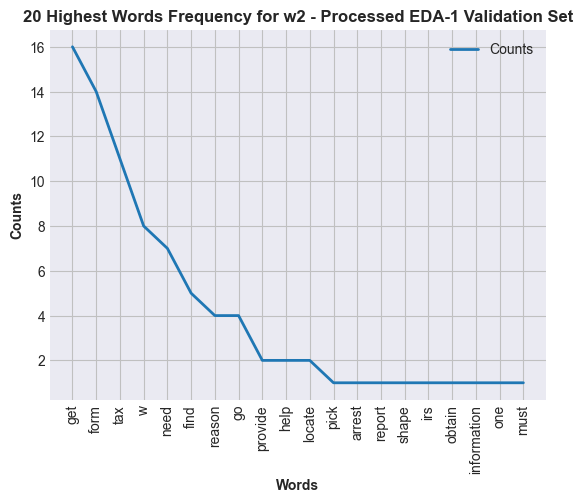 20 Highest Words Frequency for w2 - Processed EDA-1 Validation Set
Counts
16
14
12
10
8
6
4
2
Counts
get
form
tax
w
need
find
reason
go
provide
help
locate
pick
arrest
report
shape
irs
obtain
information
one
must
Words